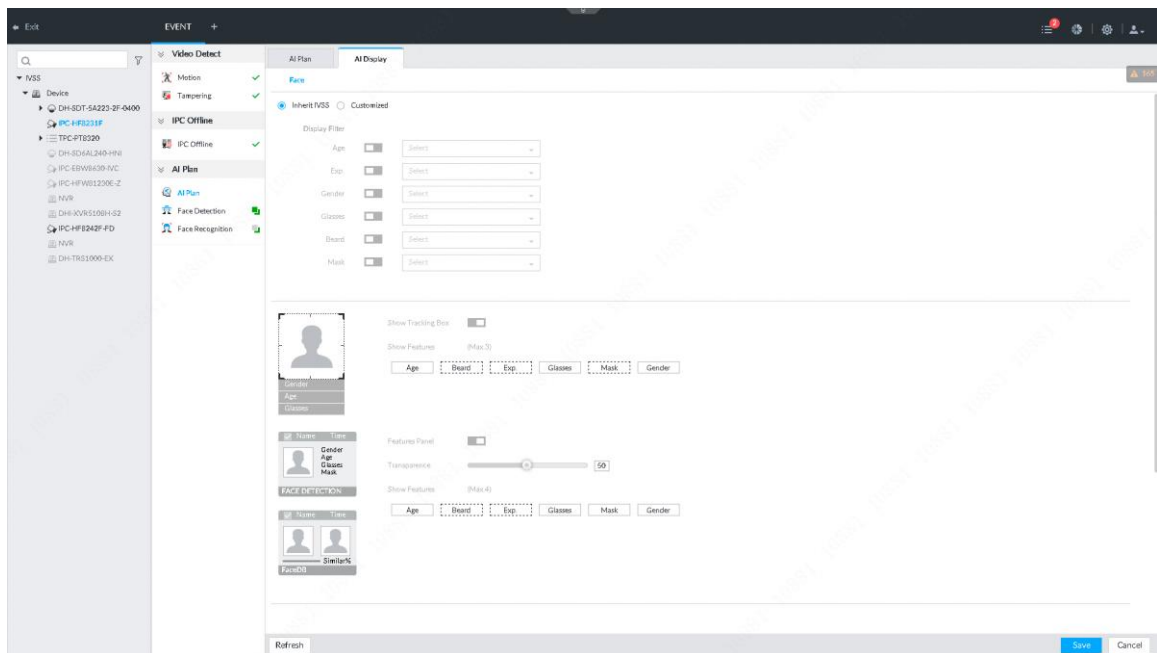 Exit
EVENT +
2
Video Detect
Motion
Tampering
IPC Offline
IPC Offline
AI Plan
AI Plan
Face Detection
Face Recognition
IVSS
Device
DH-SDT-5A223-2F-0400
IPC-HF8231F
TPC-PT8320
DH-SD6AL240-HNI
IPC-EBW8630-IVC
IPC-HFW81230E-Z
NVR
DHI-XVR5108H-S2
IPC-HF8242F-FD
NVR
DH-TRS1000-EK
AI Plan AI Display
Face
Inherit IVSS Customized
Display Filter
Age Select
Exp. Select
Gender Select
Glasses Select
Beard Select
Mask Select
Show Tracking Box
Show Features (Max.3)
Age Beard Exp. Glasses Mask Gender
Gender
Age
Glasses
Name Time
Gender
Age
Glasses
Mask
FACE DETECTION
Features Panel
Transparence 50
Show Features (Max.4)
Age Beard Exp. Glasses Mask Gender
Name Time
Similar%
FaceDB
Refresh Save Cancel